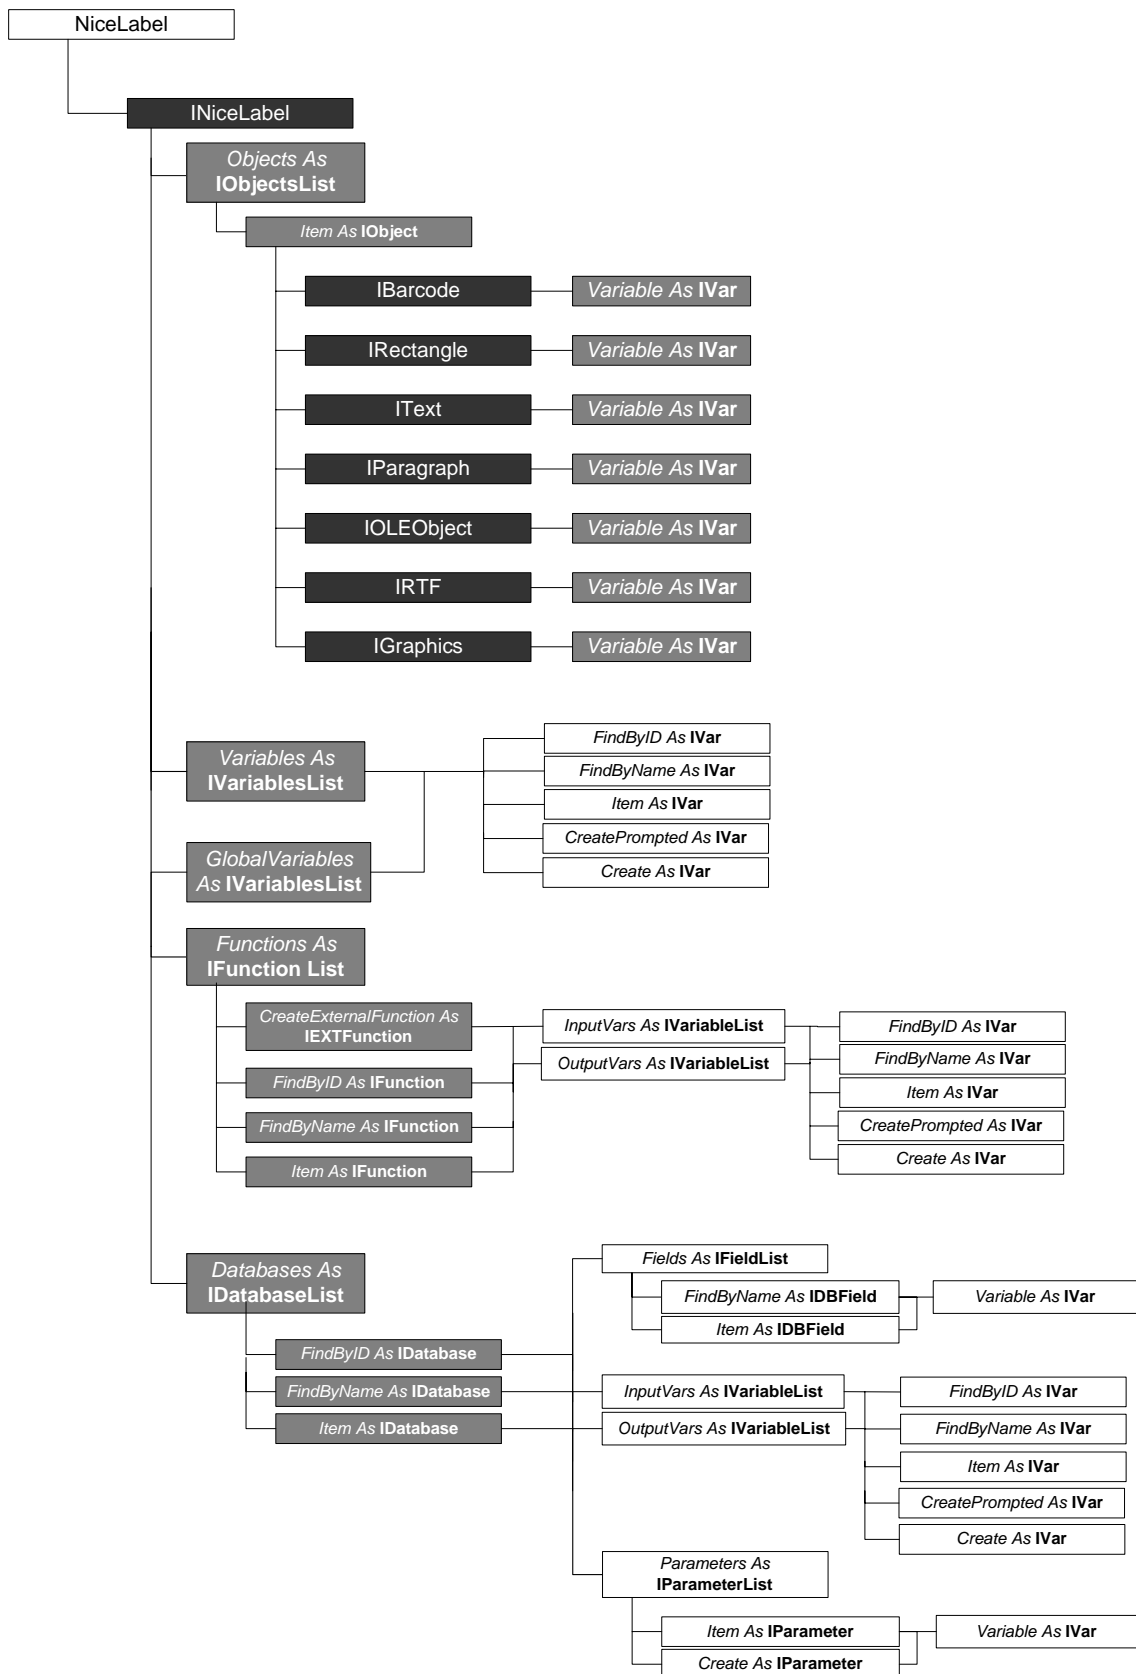 NiceLabel
INiceLabel
Objects As
IObjectsList
Item As IObject
IBarcode
Variable As IVar
IRectangle
Variable As IVar
IText
Variable As IVar
IParagraph
Variable As IVar
IOLEObject
Variable As IVar
IRTF
Variable As IVar
IGraphics
Variable As IVar
Variables As
IVariablesList
FindByID As IVar
FindByName As IVar
Item As IVar
CreatePrompted As IVar
Create As IVar
GlobalVariables
As IVariablesList
Functions As
IFunction List
CreateExternalFunction As
IEXTFunction
FindByID As IFunction
FindByName As IFunction
Item As IFunction
InputVars As IVariableList
OutputVars As IVariableList
FindByID As IVar
FindByName As IVar
Item As IVar
CreatePrompted As IVar
Create As IVar
Databases As
IDatabaseList
FindByID As IDatabase
FindByName As IDatabase
Item As IDatabase
Fields As IFieldList
FindByName As IDBField
Item As IDBField
Variable As IVar
InputVars As IVariableList
OutputVars As IVariableList
FindByID As IVar
FindByName As IVar
Item As IVar
CreatePrompted As IVar
Create As IVar
Parameters As
IParameterList
Item As IParameter
Create As IParameter
Variable As IVar